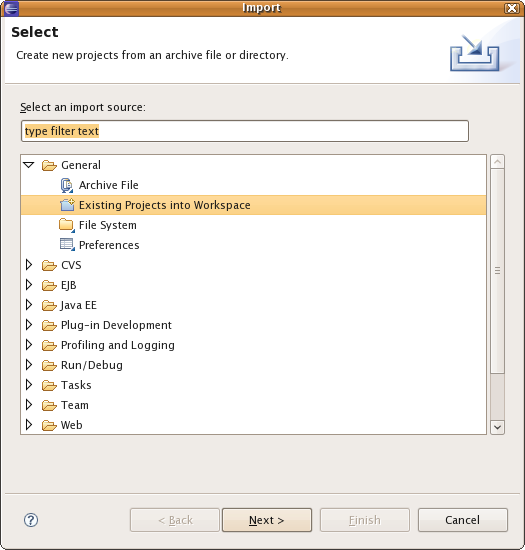 Import
Select
Create new projects from an archive file or directory.
Select an import source:
type filter text
General
Archive File
Existing Projects into Workspace
File System
Preferences
CVS
EJB
Java EE
Plug-in Development
Profiling and Logging
Run/Debug
Tasks
Team
Web
?
< Back
Next >
Finish
Cancel